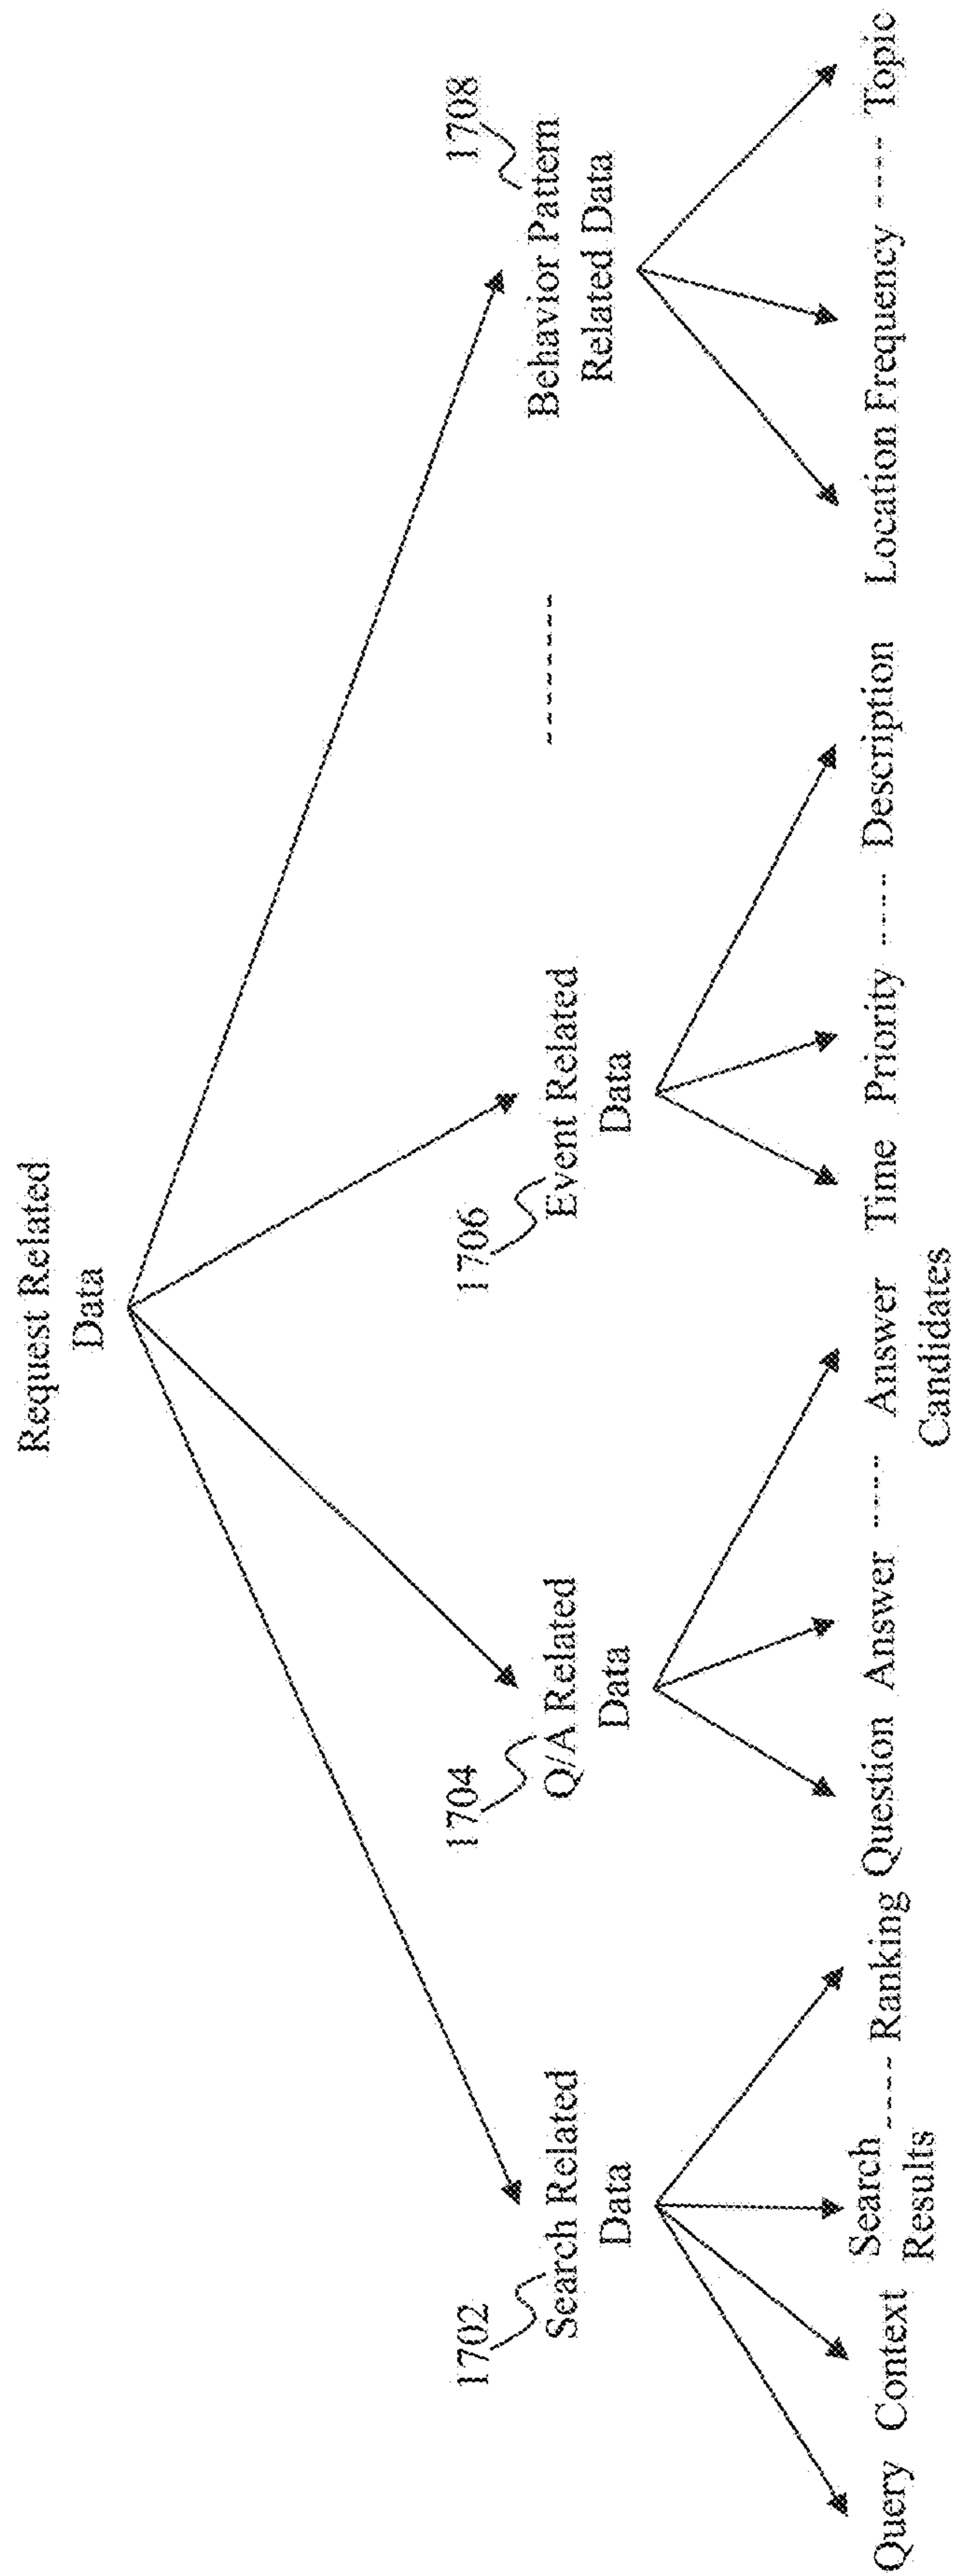 Request Related
Data
1702
Search Related
Data
1704
Q/A Related
Data
1706
Event Related
Data
1708
Behavior Pattern
Related Data
Query
Context
Search
Results
Ranking
Question
Answer
Answer
Candidates
Time
Priority
Description
Location
Frequency
Topic